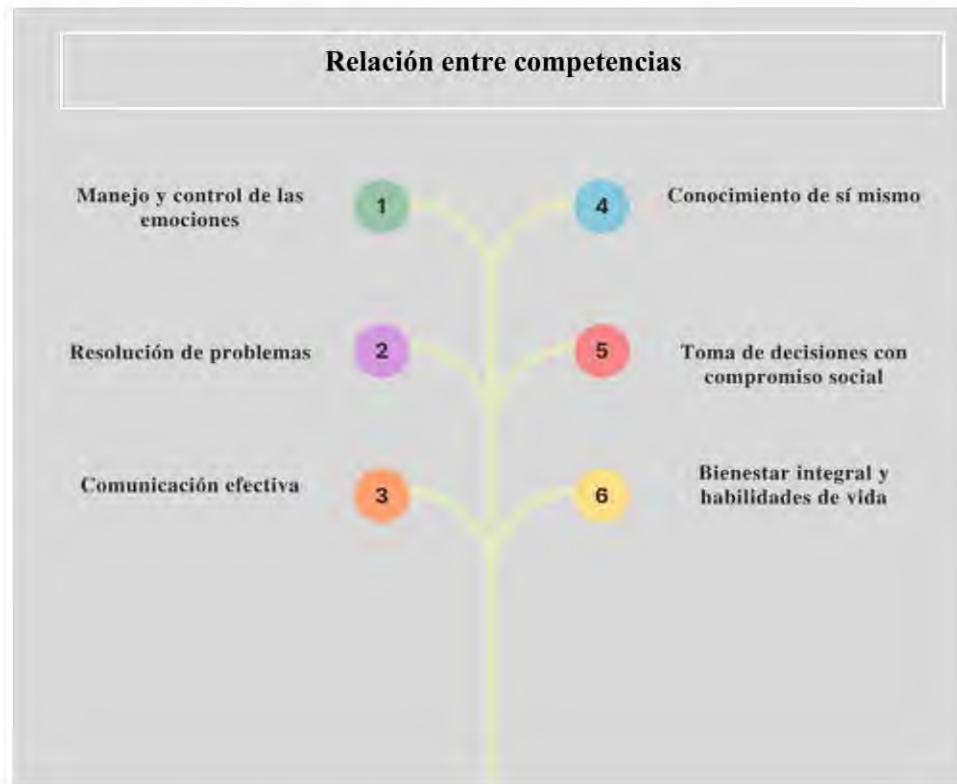 Relación entre competencias
Manejo y control de las
emociones
1
Resolución de problemas
2
Comunicación efectiva
3
4
Conocimiento de sí mismo
5
Toma de decisiones con
compromiso social
6
Bienestar integral y
habilidades de vida